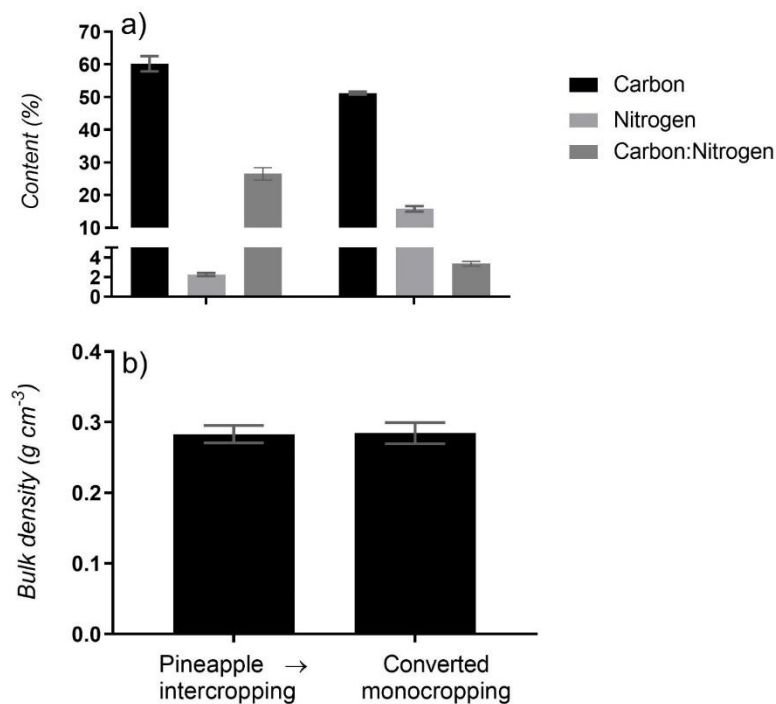 a)
Content (%)
70
60
50
40
30
20
10
4
2
0
Carbon
Nitrogen
Carbon:Nitrogen
b)
Bulk density (g cm-3)
0.4
0.3
0.2
0.1
0.0
Pineapple →
intercropping
Converted
monocropping